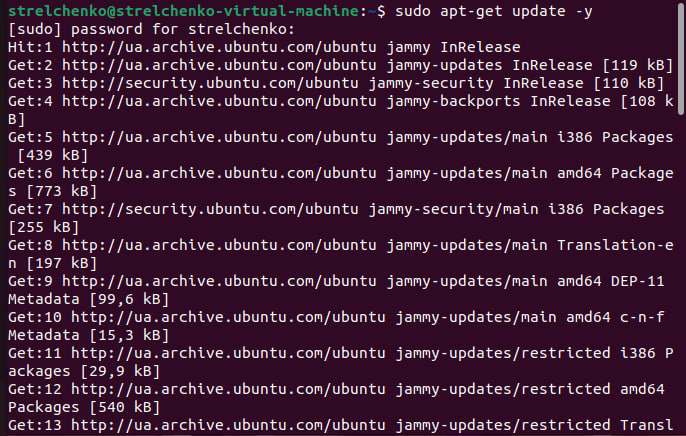 strelchenko@strelchenko-virtual-machine:~$ sudo apt-get update -y
[sudo] password for strelchenko:
Hit:1 http://ua.archive.ubuntu.com/ubuntu jammy InRelease
Get:2 http://ua.archive.ubuntu.com/ubuntu jammy-updates InRelease [119 kB]
Get:3 http://security.ubuntu.com/ubuntu jammy-security InRelease [110 kB]
Get:4 http://ua.archive.ubuntu.com/ubuntu jammy-backports InRelease [108 k
B]
Get:5 http://ua.archive.ubuntu.com/ubuntu jammy-updates/main i386 Packages
 [439 kB]
Get:6 http://ua.archive.ubuntu.com/ubuntu jammy-updates/main amd64 Package
s [773 kB]
Get:7 http://security.ubuntu.com/ubuntu jammy-security/main i386 Packages
[255 kB]
Get:8 http://ua.archive.ubuntu.com/ubuntu jammy-updates/main Translation-e
n [197 kB]
Get:9 http://ua.archive.ubuntu.com/ubuntu jammy-updates/main amd64 DEP-11
Metadata [99,6 kB]
Get:10 http://ua.archive.ubuntu.com/ubuntu jammy-updates/main amd64 c-n-f
Metadata [15,3 kB]
Get:11 http://ua.archive.ubuntu.com/ubuntu jammy-updates/restricted i386 P
ackages [29,9 kB]
Get:12 http://ua.archive.ubuntu.com/ubuntu jammy-updates/restricted amd64
Packages [540 kB]
Get:13 http://ua.archive.ubuntu.com/ubuntu jammy-updates/restricted Transl